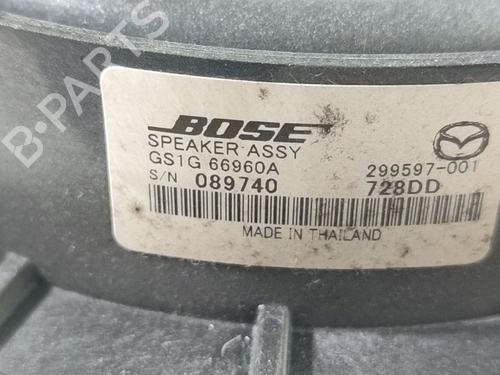 B-PARTS
BOSE
SPEAKER ASSY
GS1G 66960A 299597-001
S/N 089740 728DD
MADE IN THAILAND